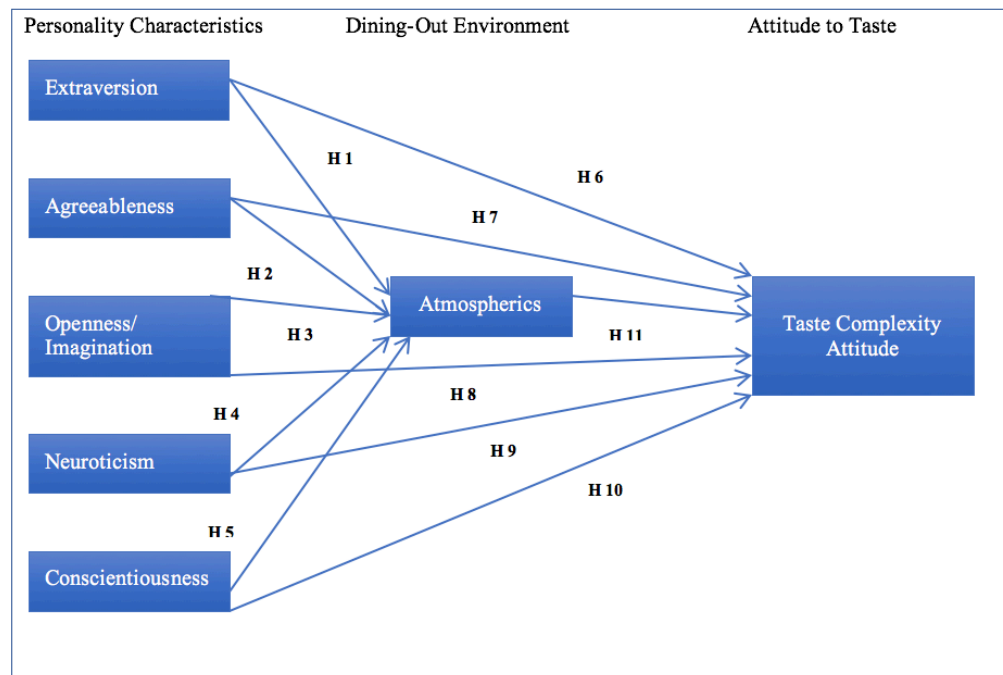 Personality Characteristics
Dining-Out Environment
Attitude to Taste
Extraversion
H 1
H 6
Agreeableness
H 7
H 2
Atmospherics
Openness/
Imagination
H 3
H 11
Taste Complexity
Attitude
H 4
H 8
Neuroticism
H 9
H 10
H 5
Conscientiousness